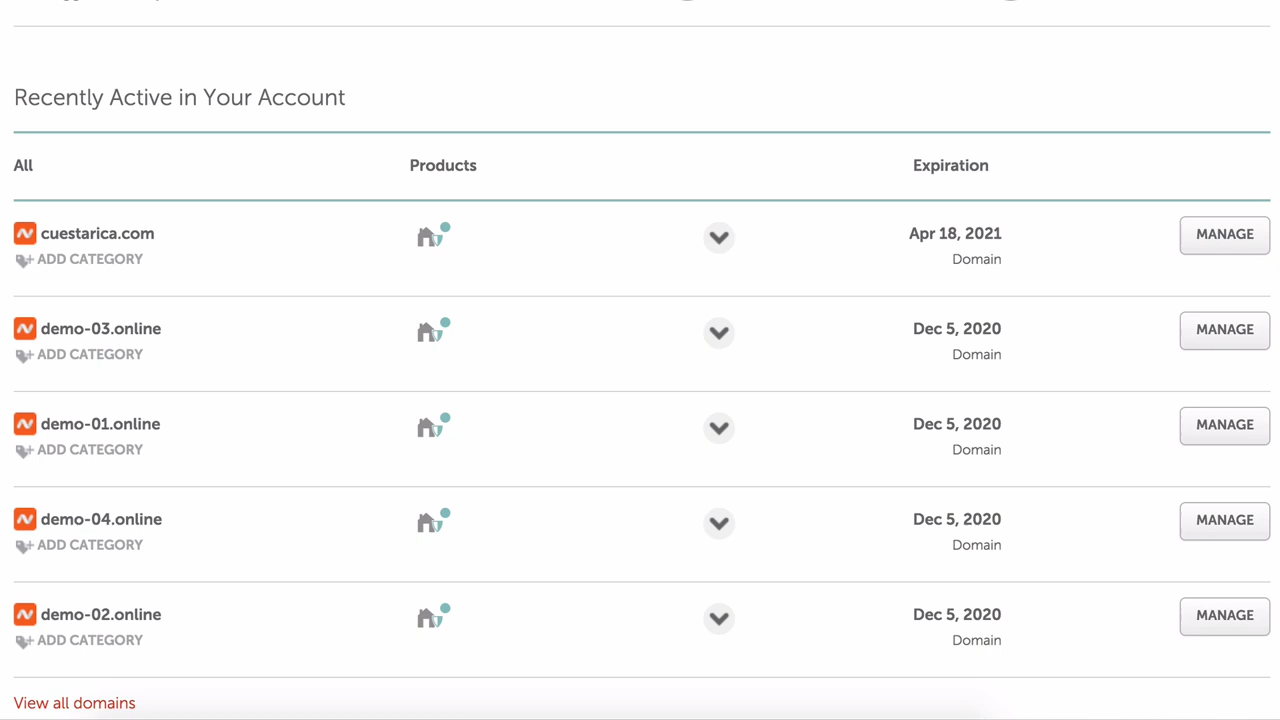 Recently Active in Your Account
All Products Expiration
cuestarica.com Apr 18, 2021 MANAGE
ADD CATEGORY Domain
demo-03.online Dec 5, 2020 MANAGE
ADD CATEGORY Domain
demo-01.online Dec 5, 2020 MANAGE
ADD CATEGORY Domain
demo-04.online Dec 5, 2020 MANAGE
ADD CATEGORY Domain
demo-02.online Dec 5, 2020 MANAGE
ADD CATEGORY Domain
View all domains